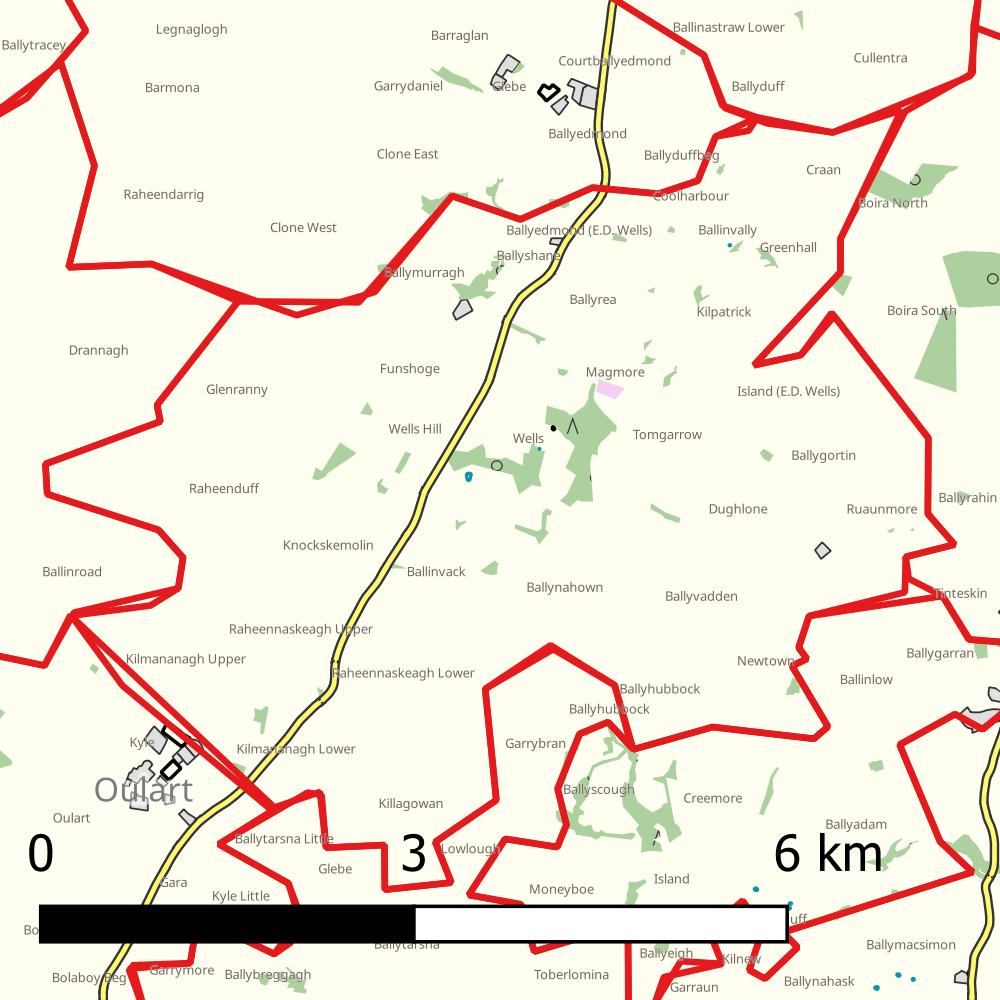 Legnaglogh
Ballinastraw Lower
Barraglan
Ballytracey
Cullentra
Courtballyedmond
Barmona
Garrydaniel
Glebe
Ballyduff
Ballyedmond
Clone East
Ballyduffbeg
Craan
Raheendarrig
Coolharbour
Boira North
Clone West
Ballyedmond (E.D. Wells)
Ballinvally
Greenhall
Ballyshane
Ballymurragh
Ballyrea
Kilpatrick
Boira South
Drannagh
Funshoge
Magmore
Glenranny
Island (E.D. Wells)
Wells Hill
Wells
Tomgarrow
Ballygortin
Raheenduff
Ballyrahin
Dughlone
Ruaunmore
Knockskemolin
Ballinroad
Ballinvack
Ballynahown
Ballyvadden
Tinteskin
Raheennaskeagh Upper
Kilmananagh Upper
Ballygarran
Newtown
Raheennaskeagh Lower
Ballinlow
Ballyhubbock
Ballyhubbock
Kyle
Garrybran
Kilmananagh Lower
Oulart
Ballyscough
Creemore
Killagowan
Oulart
Ballyadam
Ballytarsna Little
Lowlough
0 3 6 km
Glebe
Gara
Island
Moneyboe
Kyle Little
uff
Bo
Ballytarsna
Ballymacsimon
Ballyeigh
Kilnew
Garrymore
Bolaboy Beg
Ballybreggagh
Toberlomina
Ballynahask
Garraun